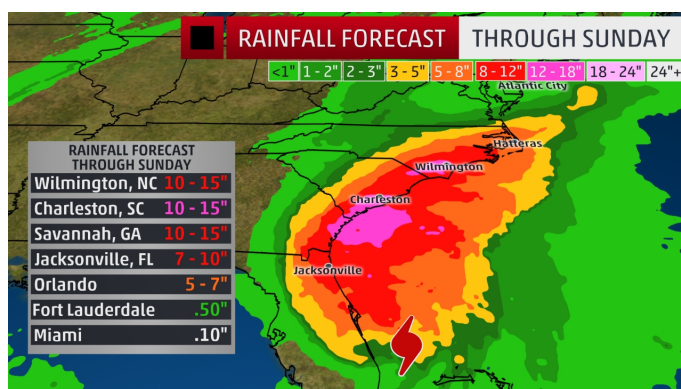 RAINFALL FORECAST THROUGH SUNDAY
<1" 1 - 2" 2 - 3" 3 - 5" 5 - 8" 8 - 12" 12 - 18" 18 - 24" 24"+
Atlantic City
Hatteras
Wilmington
Charleston
Jacksonville
RAINFALL FORECAST
THROUGH SUNDAY
Wilmington, NC 10 - 15"
Charleston, SC 10 - 15"
Savannah, GA 10 - 15"
Jacksonville, FL 7 - 10"
Orlando 5 - 7"
Fort Lauderdale .50"
Miami .10"